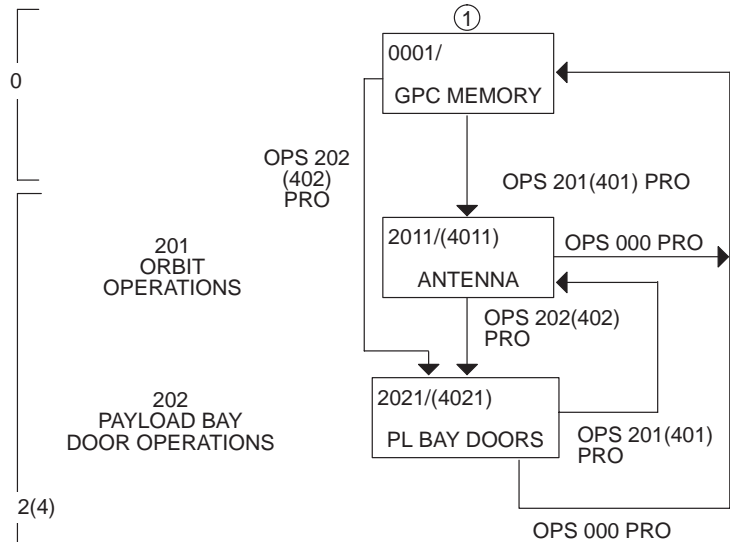 1
0001/
GPC MEMORY
0
OPS 202
(402)
PRO
OPS 201(401) PRO
2011/(4011)
ANTENNA
OPS 000 PRO
201
ORBIT
OPERATIONS
OPS 202(402)
PRO
2021/(4021)
PL BAY DOORS
202
PAYLOAD BAY
DOOR OPERATIONS
OPS 201(401)
PRO
2(4)
OPS 000 PRO